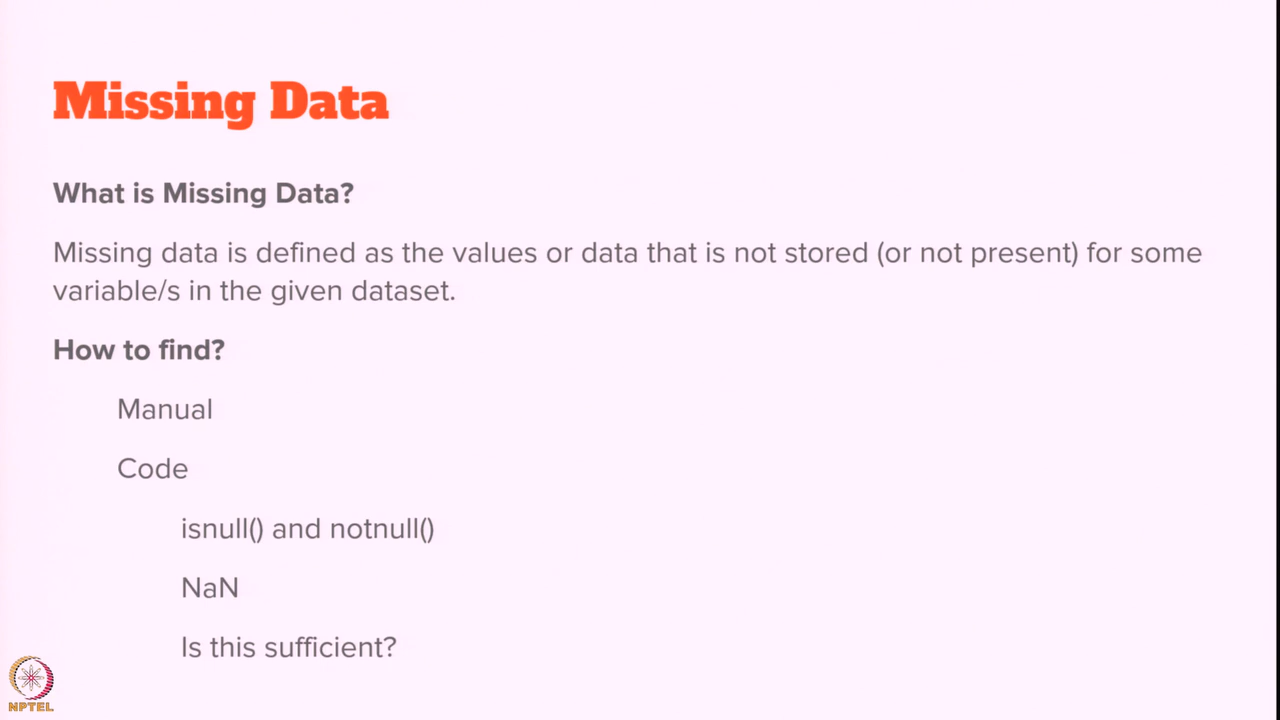 Missing Data
What is Missing Data?
Missing data is defined as the values or data that is not stored (or not present) for some
variable/s in the given dataset.
How to find?
Manual
Code
isnull() and notnull()
NaN
Is this sufficient?
NPTEL